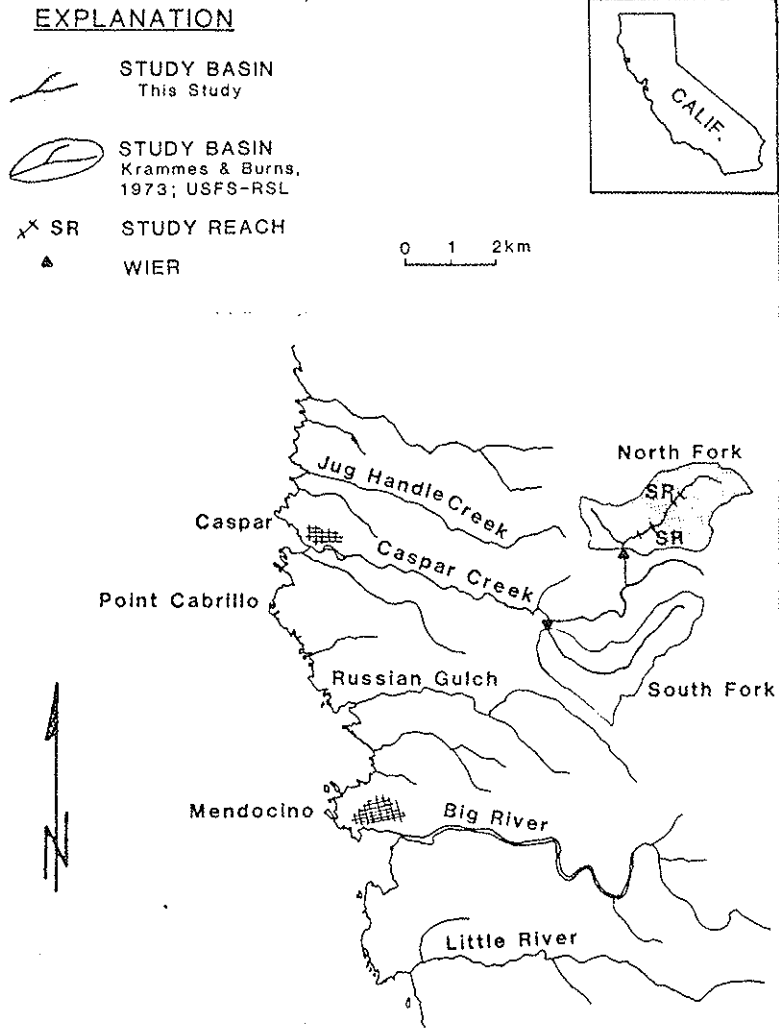 EXPLANATION
STUDY BASIN
This Study
STUDY BASIN
Krammes & Burns,
1973; USFS-RSL
SR STUDY REACH
WIER
CALIF.
0 1 2km
North Fork
Jug Handle Creek
SR
SR
Caspar
Caspar Creek
Point Cabrillo
Russian Gulch
South Fork
Mendocino
Big River
N
Little River